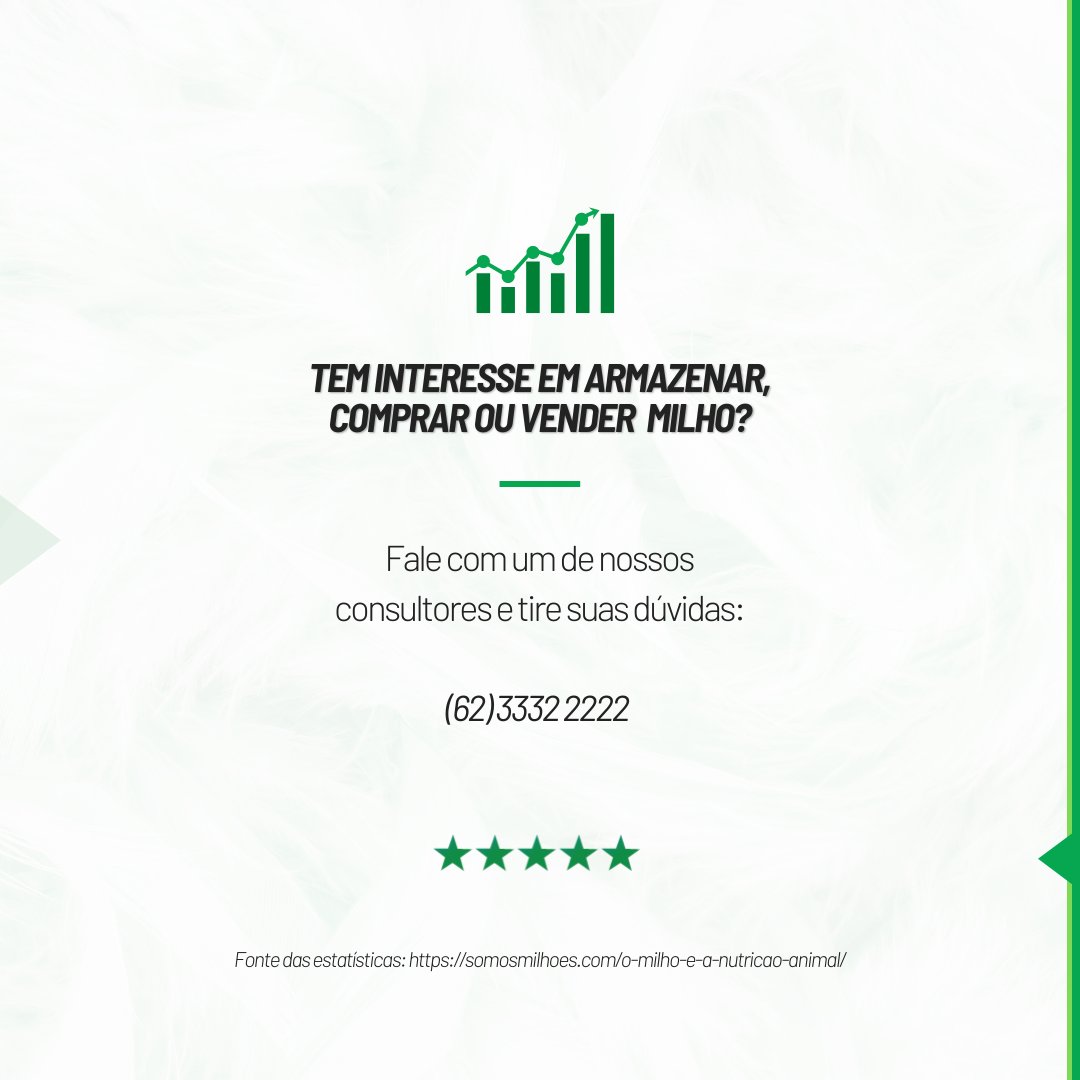 TEM INTERESSE EM ARMAZENAR,
COMPRAR OU VENDER MILHO?
Fale com um de nossos
consultores e tire suas dúvidas:
(62)3332 2222
Fonte das estatísticas: https://somosmilhoes.com/o-milho-e-a-nutricao-animal/